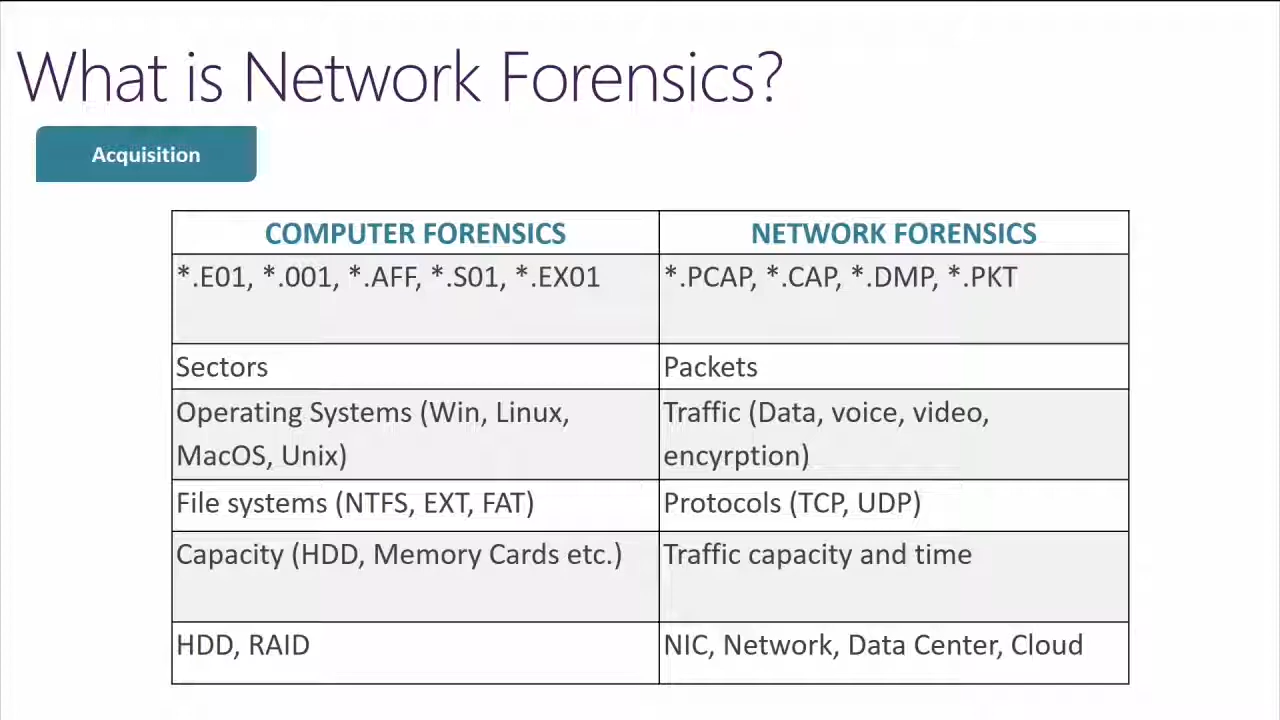 What is Network Forensics?
Acquisition
COMPUTER FORENSICS
NETWORK FORENSICS
*.E01, *.001, *.AFF, *.S01, *.EX01
*.PCAP, *.CAP, *.DMP, *.PKT
Sectors
Packets
Operating Systems (Win, Linux,
MacOS, Unix)
Traffic (Data, voice, video,
encyrption)
File systems (NTFS, EXT, FAT)
Protocols (TCP, UDP)
Capacity (HDD, Memory Cards etc.)
Traffic capacity and time
HDD, RAID
NIC, Network, Data Center, Cloud